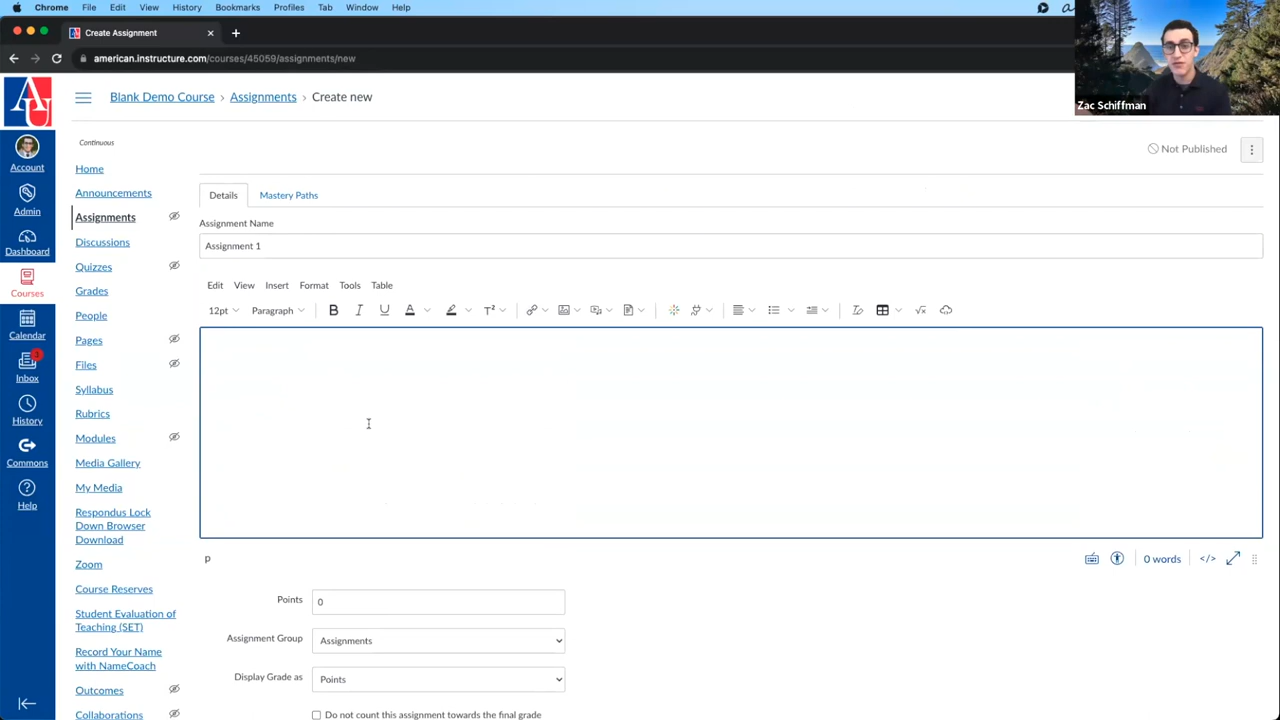 Chrome File Edit View History Bookmarks Profiles Tab Window Help
Create Assignment
american.instructure.com/courses/45059/assignments/new
Zac Schiffman
AU
Blank Demo Course > Assignments > Create new
Account
Admin
Dashboard
Courses
Calendar
1
Inbox
History
Commons
Help
Continuous
Home
Announcements
Assignments
Discussions
Quizzes
Grades
People
Pages
Files
Syllabus
Rubrics
Modules
Media Gallery
My Media
Respondus Lock
Down Browser
Download
Zoom
Course Reserves
Student Evaluation of
Teaching (SET)
Record Your Name
with NameCoach
Outcomes
Collaborations
Not Published
Details Mastery Paths
Assignment Name
Assignment 1
Edit View Insert Format Tools Table
12pt Paragraph B I U A T²
p
0 words </>
Points 0
Assignment Group Assignments
Display Grade as Points
Do not count this assignment towards the final grade